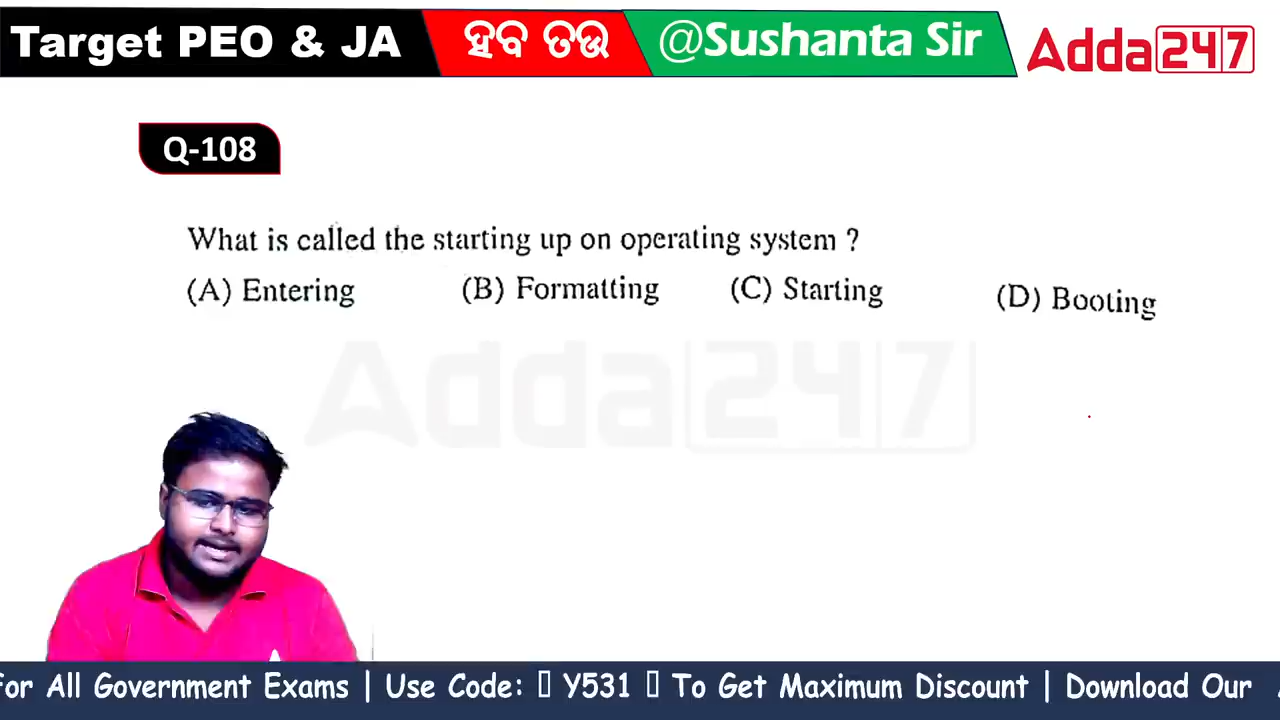 Target PEO & JA ହବ ତଉ @Sushanta Sir Adda247
Q-108
What is called the starting up on operating system ?
(A) Entering (B) Formatting (C) Starting (D) Booting
Adda247
for All Government Exams | Use Code: Y531 To Get Maximum Discount | Download Our